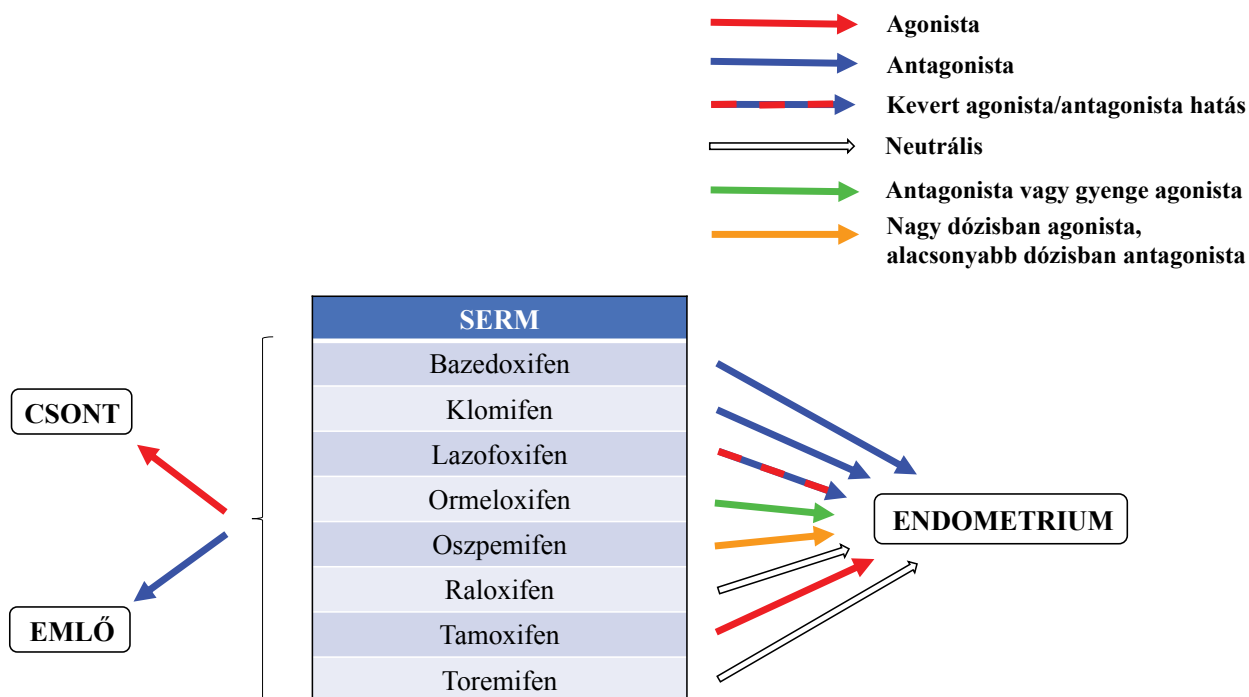 Agonista
Antagonista
Kevert agonista/antagonista hatás
Neutrális
Antagonista vagy gyenge agonista
Nagy dózisban agonista,
alacsonyabb dózisban antagonista
SERM
Bazedoxifen
Klomifen
Lazofoxifen
Ormeloxifen
Oszpemifen
Raloxifen
Tamoxifen
Toremifen
CSONT
EMLŐ
ENDOMETRIUM